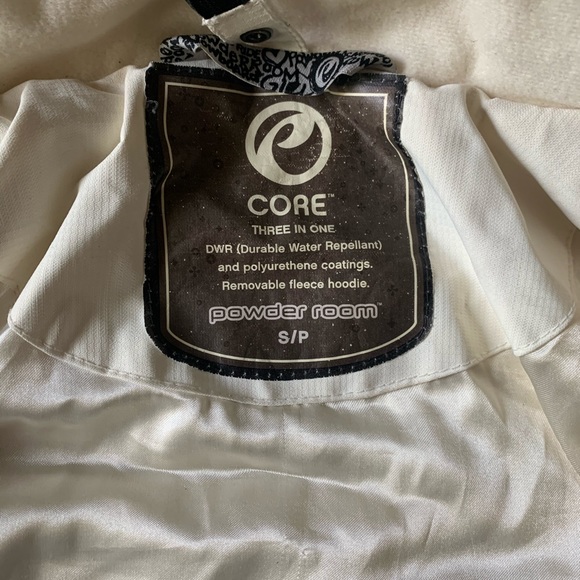 CORE™
THREE IN ONE
DWR (Durable Water Repellant)
and polyurethene coatings.
Removable fleece hoodie.
powder room™
S/P